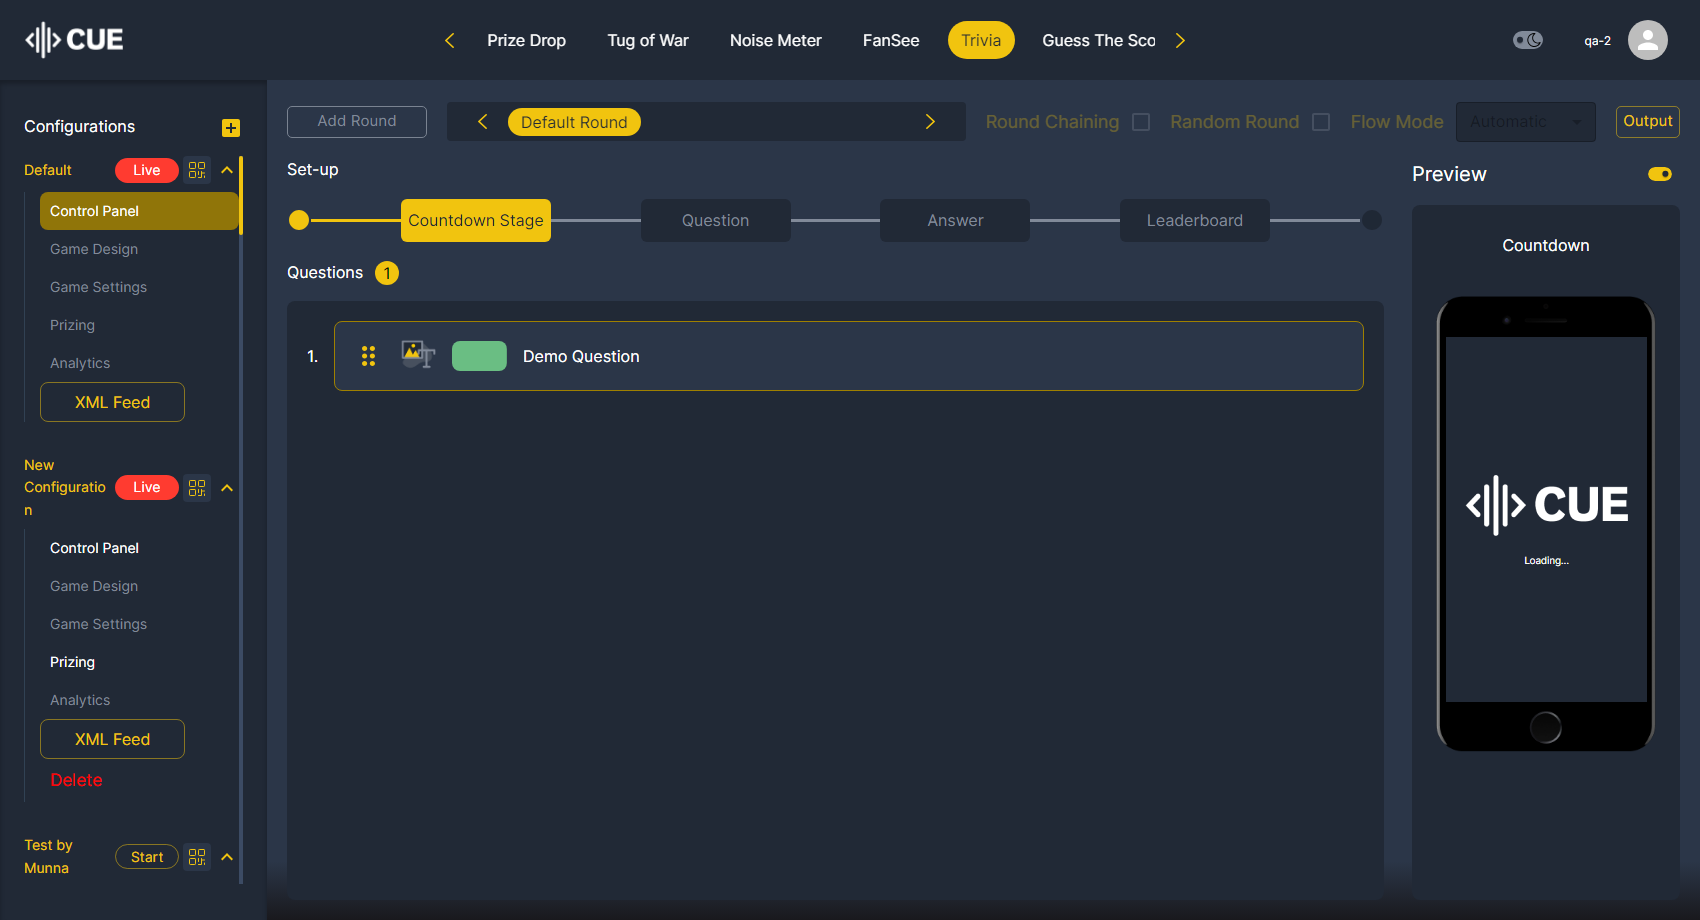 CUE
Prize Drop
Tug of War
Noise Meter
FanSee
Trivia
Guess The Sco
qa-2
Configurations
Default
Live
Control Panel
Game Design
Game Settings
Prizing
Analytics
XML Feed
New
Configuratio
n
Live
Control Panel
Game Design
Game Settings
Prizing
Analytics
XML Feed
Delete
Test by
Munna
Start
Add Round
Default Round
Round Chaining
Random Round
Flow Mode
Automatic
Output
Set-up
Countdown Stage
Question
Answer
Leaderboard
Questions 1
1.
Demo Question
Preview
Countdown
CUE
Loading...